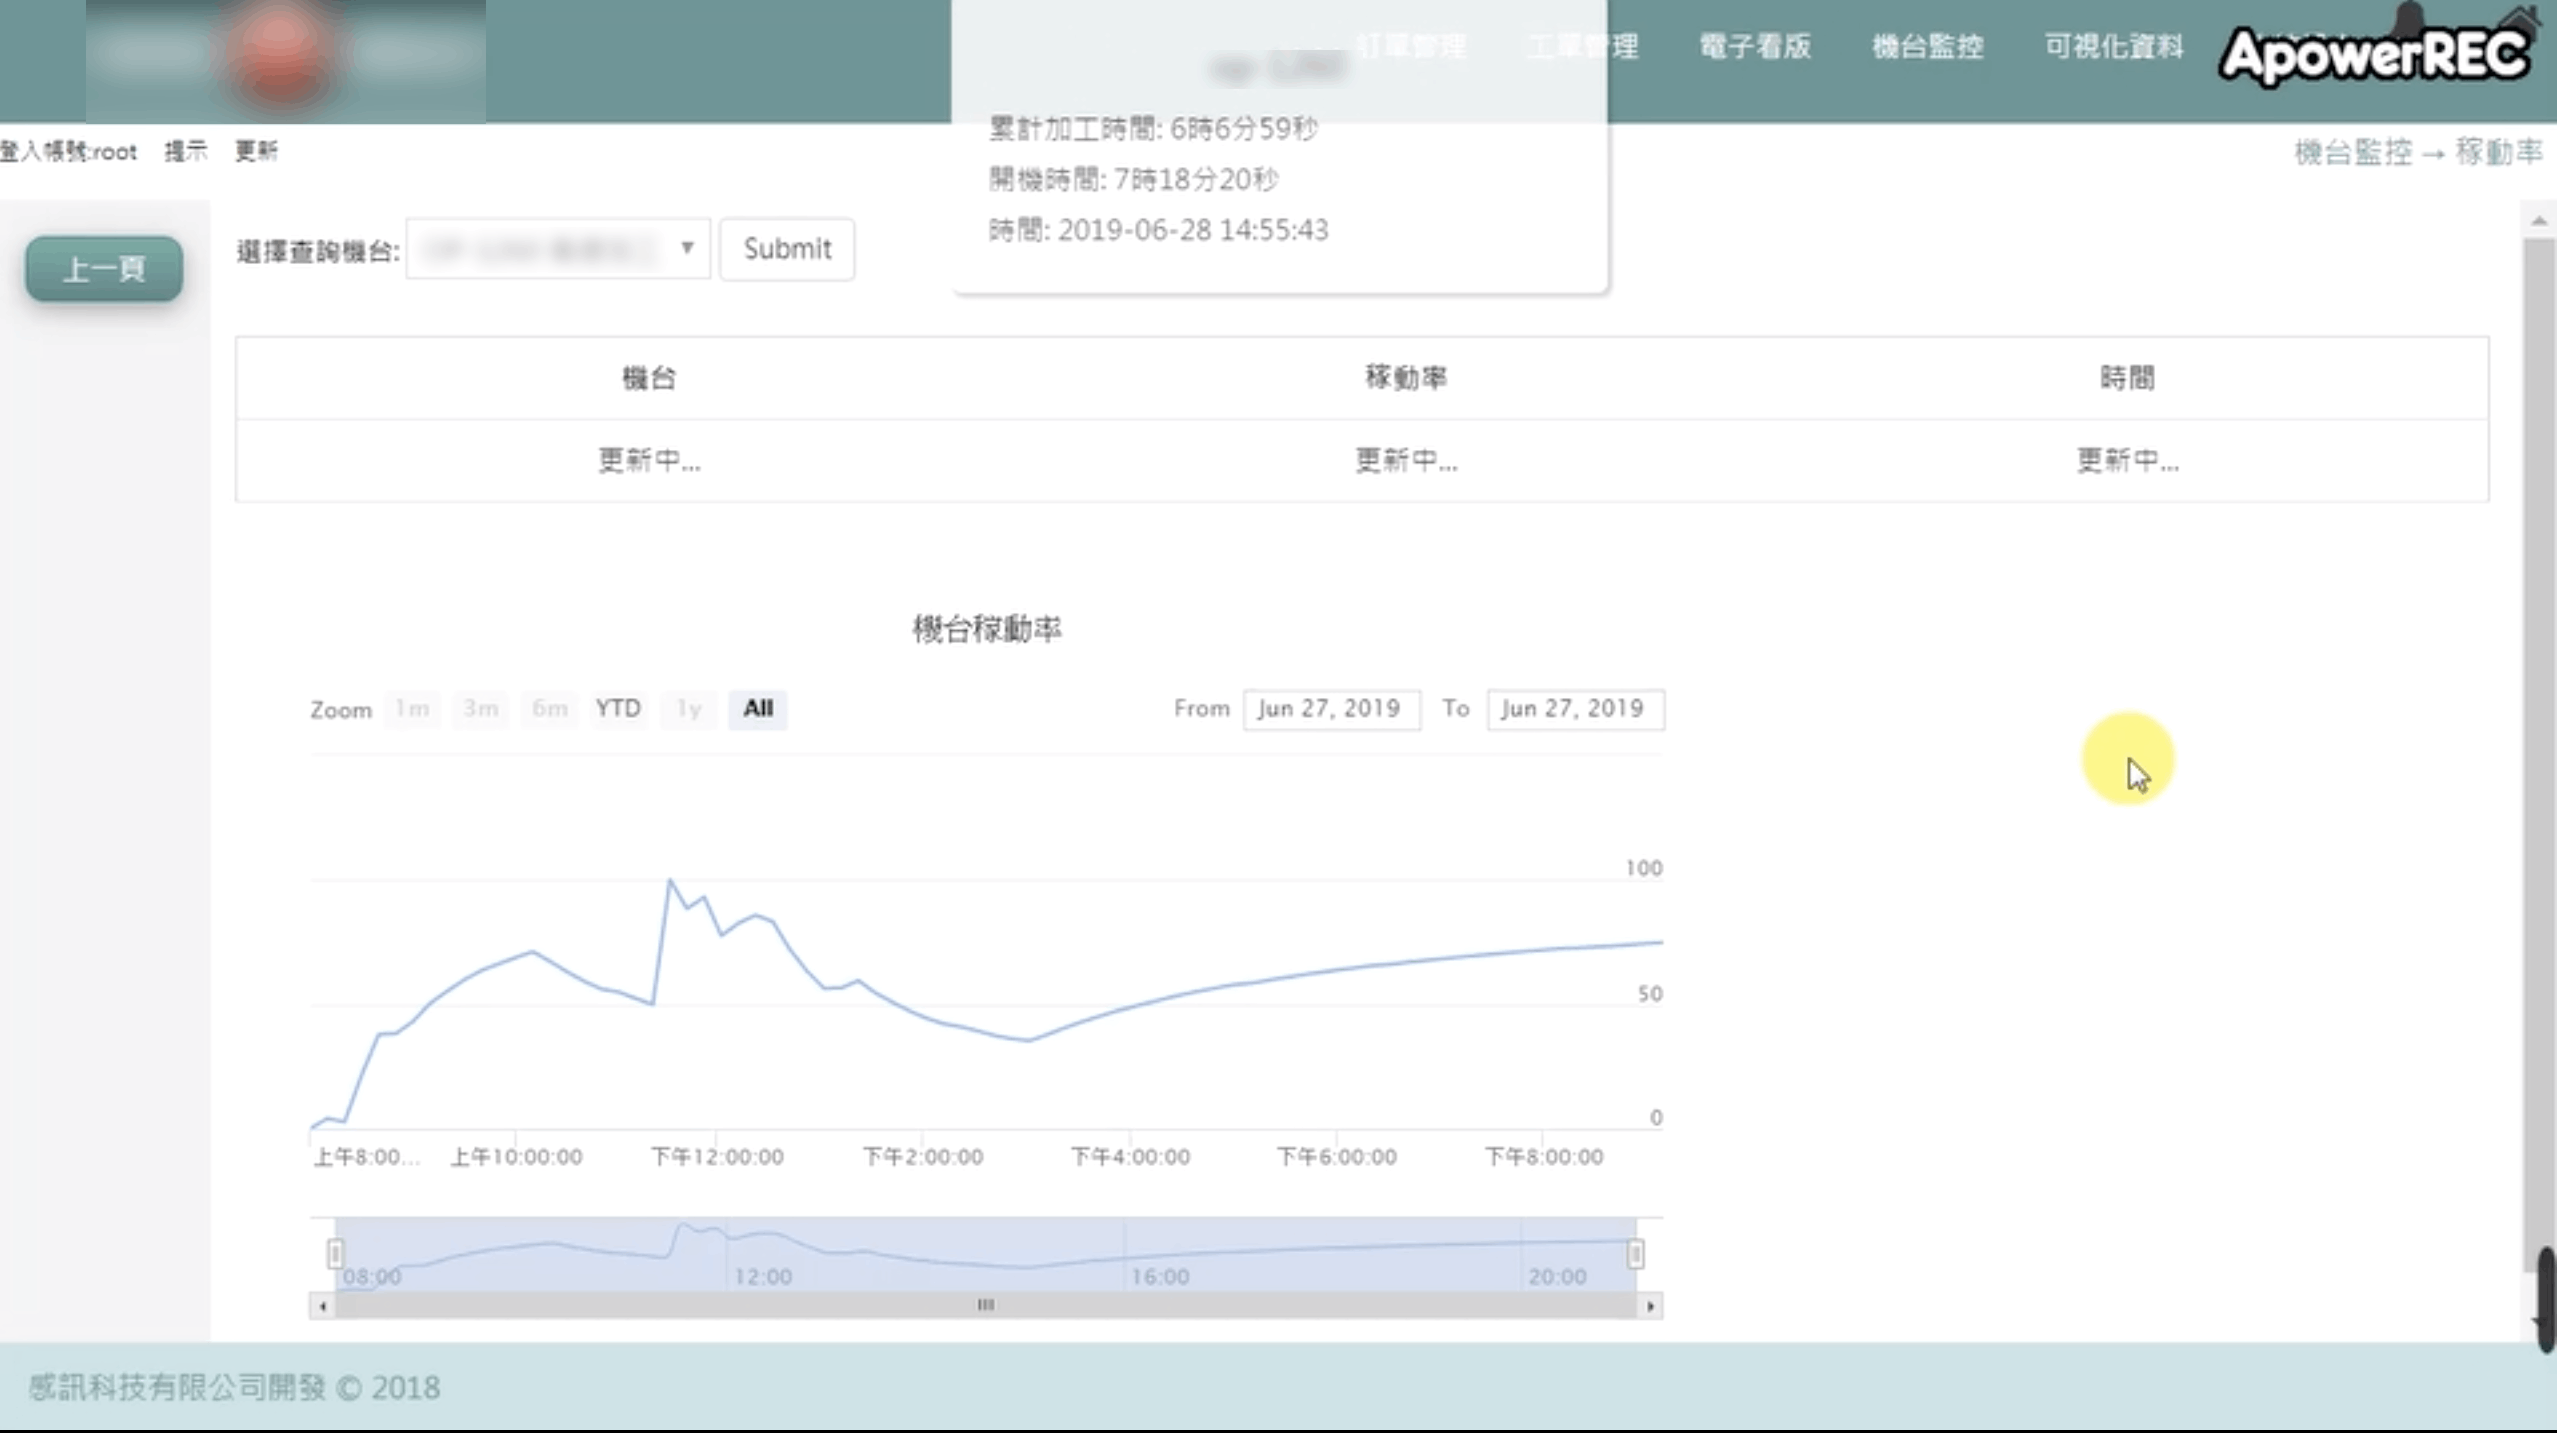 訂單管理 工單管理 電子看版 機台監控 可視化資料
ApowerREC
累計加工時間: 6時6分59秒
開機時間: 7時18分20秒
時間: 2019-06-28 14:55:43
登入帳號:root 提示 更新
機台監控 → 稼動率
上一頁
選擇查詢機台: Submit
機台 稼動率 時間
更新中... 更新中... 更新中...
機台稼動率
Zoom 1m 3m 6m YTD 1y All
From Jun 27, 2019 To Jun 27, 2019
100
50
0
上午8:00... 上午10:00:00 下午12:00:00 下午2:00:00 下午4:00:00 下午6:00:00 下午8:00:00
08:00 12:00 16:00 20:00
感訊科技有限公司開發 © 2018